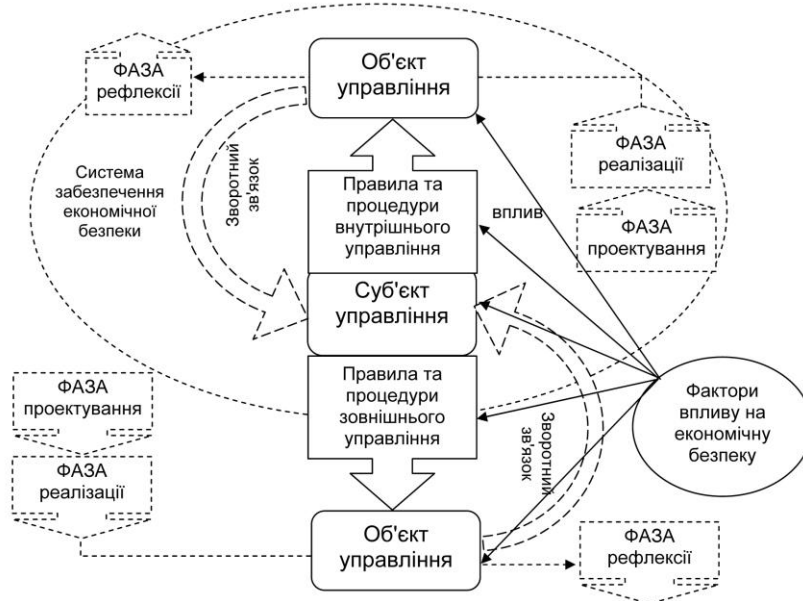 ФАЗА
рефлексії
Об'єкт
управління
ФАЗА
реалізації
Система
забезпечення
економічної
безпеки
Зворотний
зв'язок
Правила та
процедури
внутрішнього
управління
вплив
ФАЗА
проектування
Суб'єкт
управління
ФАЗА
проектування
Правила та
процедури
зовнішнього
управління
Фактори
впливу на
економічну
безпеку
Зворотний
зв'язок
ФАЗА
реалізації
Об'єкт
управління
ФАЗА
рефлексії